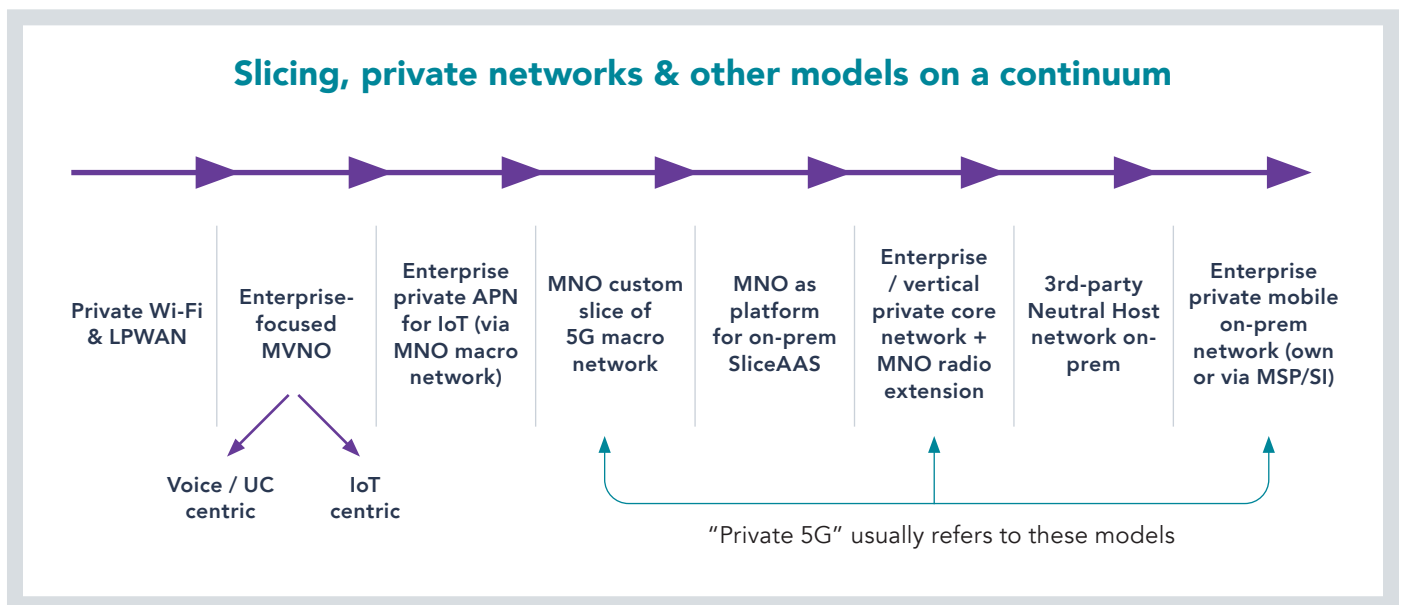 Slicing, private networks & other models on a continuum
Private Wi-Fi
& LPWAN
Enterprise-
focused
MVNO
Enterprise
private APN
for IoT (via
MNO macro
network)
MNO custom
slice of
5G macro
network
MNO as
platform
for on-prem
SliceAAS
Enterprise
/ vertical
private core
network +
MNO radio
extension
3rd-party
Neutral Host
network on-
prem
Enterprise
private mobile
on-prem
network (own
or via MSP/SI)
Voice / UC
centric
IoT
centric
“Private 5G” usually refers to these models